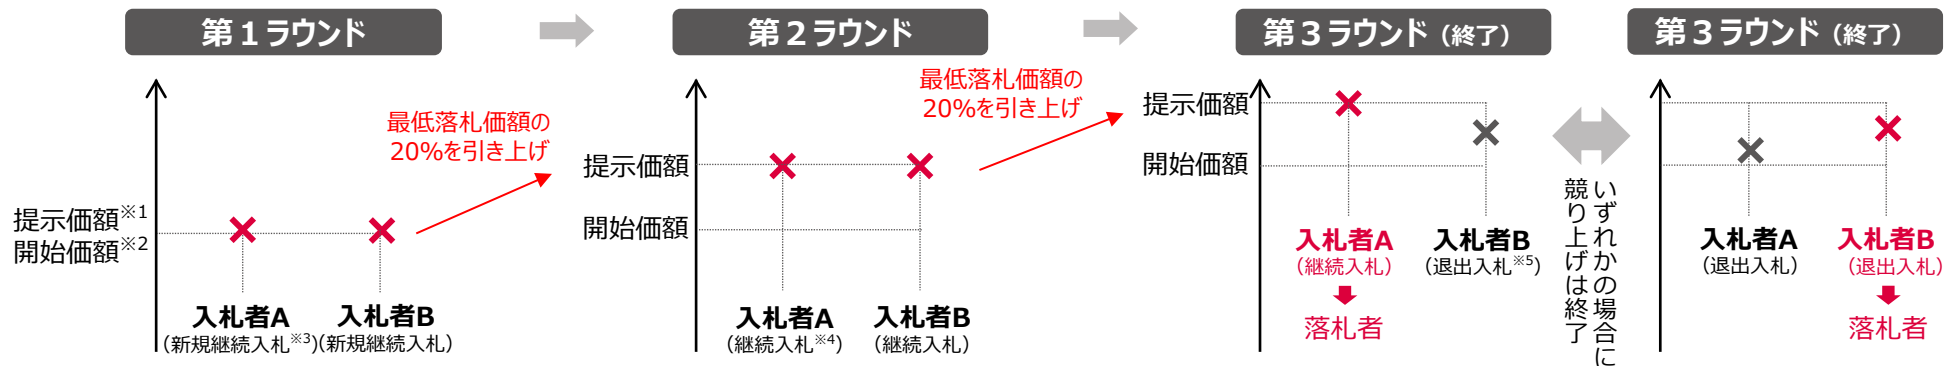 第１ラウンド
最低落札価額の
20%を引き上げ
提示価額※1
開始価額※2
入札者A
(新規継続入札※3)
入札者B
(新規継続入札)
第２ラウンド
最低落札価額の
20%を引き上げ
提示価額
開始価額
入札者A
(継続入札※4)
入札者B
(継続入札)
第３ラウンド（終了）
提示価額
開始価額
入札者A
(継続入札)
落札者
入札者B
(退出入札※5)
いずれかの場合に
競り上げは終了
第３ラウンド（終了）
入札者A
(退出入札)
入札者B
(退出入札)
落札者